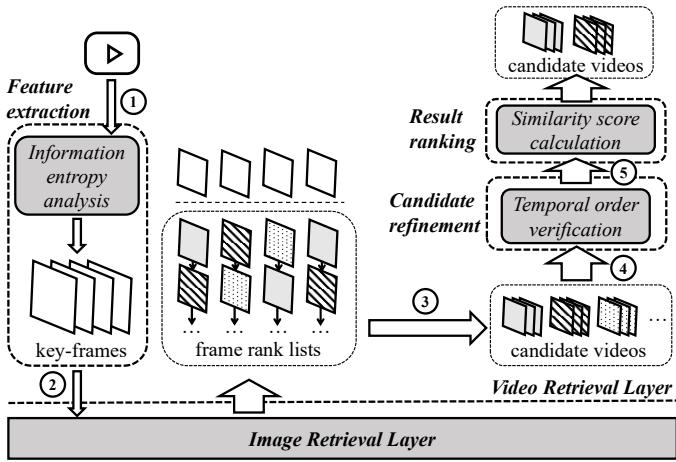 candidate videos
Feature
extraction
1
Result
ranking
Similarity score
calculation
Information
entropy
analysis
5
Candidate
refinement
Temporal order
verification
4
3
key-frames
... ... ... ...
frame rank lists
...
candidate videos
2
Video Retrieval Layer
Image Retrieval Layer